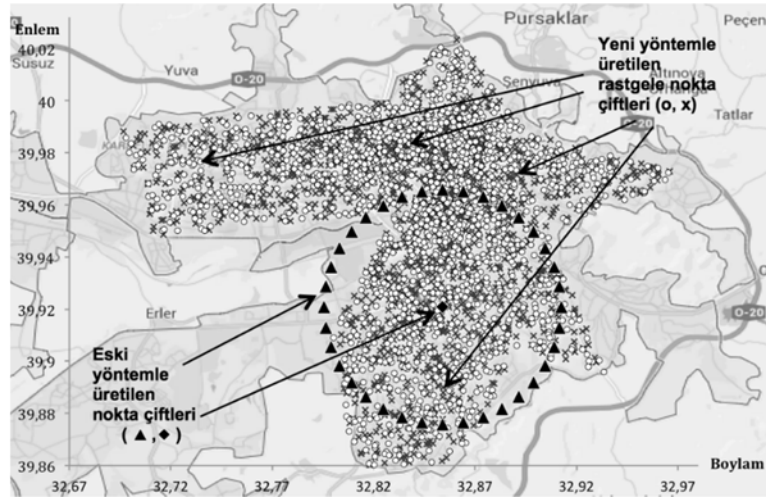 Enlem
40,02
Susuz
Yuva
O-20
Pursaklar
Peçen
Yeni yöntemle
üretilen
rastgele nokta
çiftleri (o, x)
Altınova
Tatlar
40
39,98
39,96
39,94
39,92
39,9
39,88
39,86
Erler
Eski
yöntemle
üretilen
nokta çiftleri
( ▲ , ◆ )
O-20
Boylam
32,67
32,72
32,77
32,82
32,87
32,92
32,97